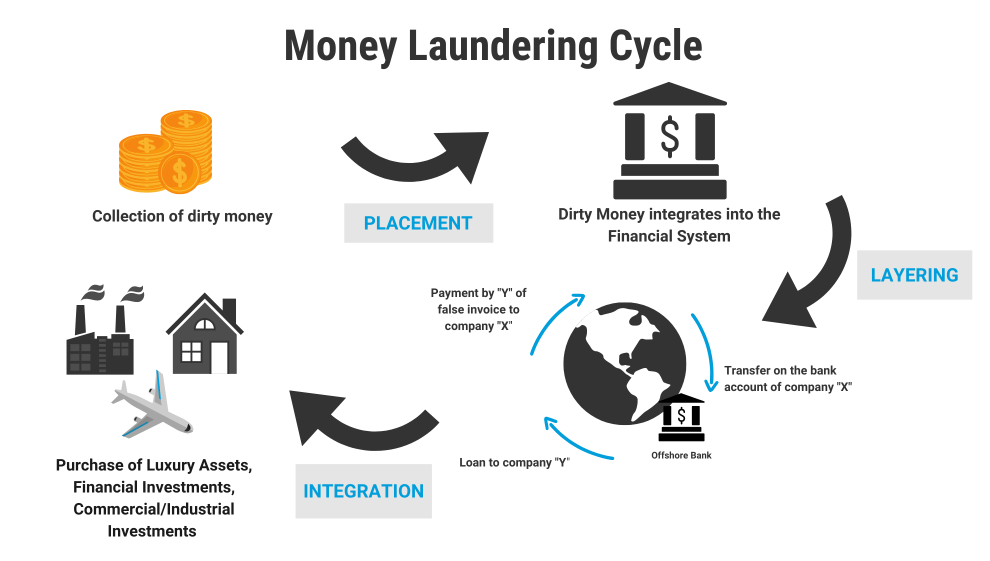 Money Laundering Cycle
Collection of dirty money
PLACEMENT
$
Dirty Money integrates into the
Financial System
LAYERING
Payment by "Y" of
false invoice to
company "X"
Transfer on the bank
account of company "X"
$
Offshore Bank
Loan to company "Y"
INTEGRATION
Purchase of Luxury Assets,
Financial Investments,
Commercial/Industrial
Investments